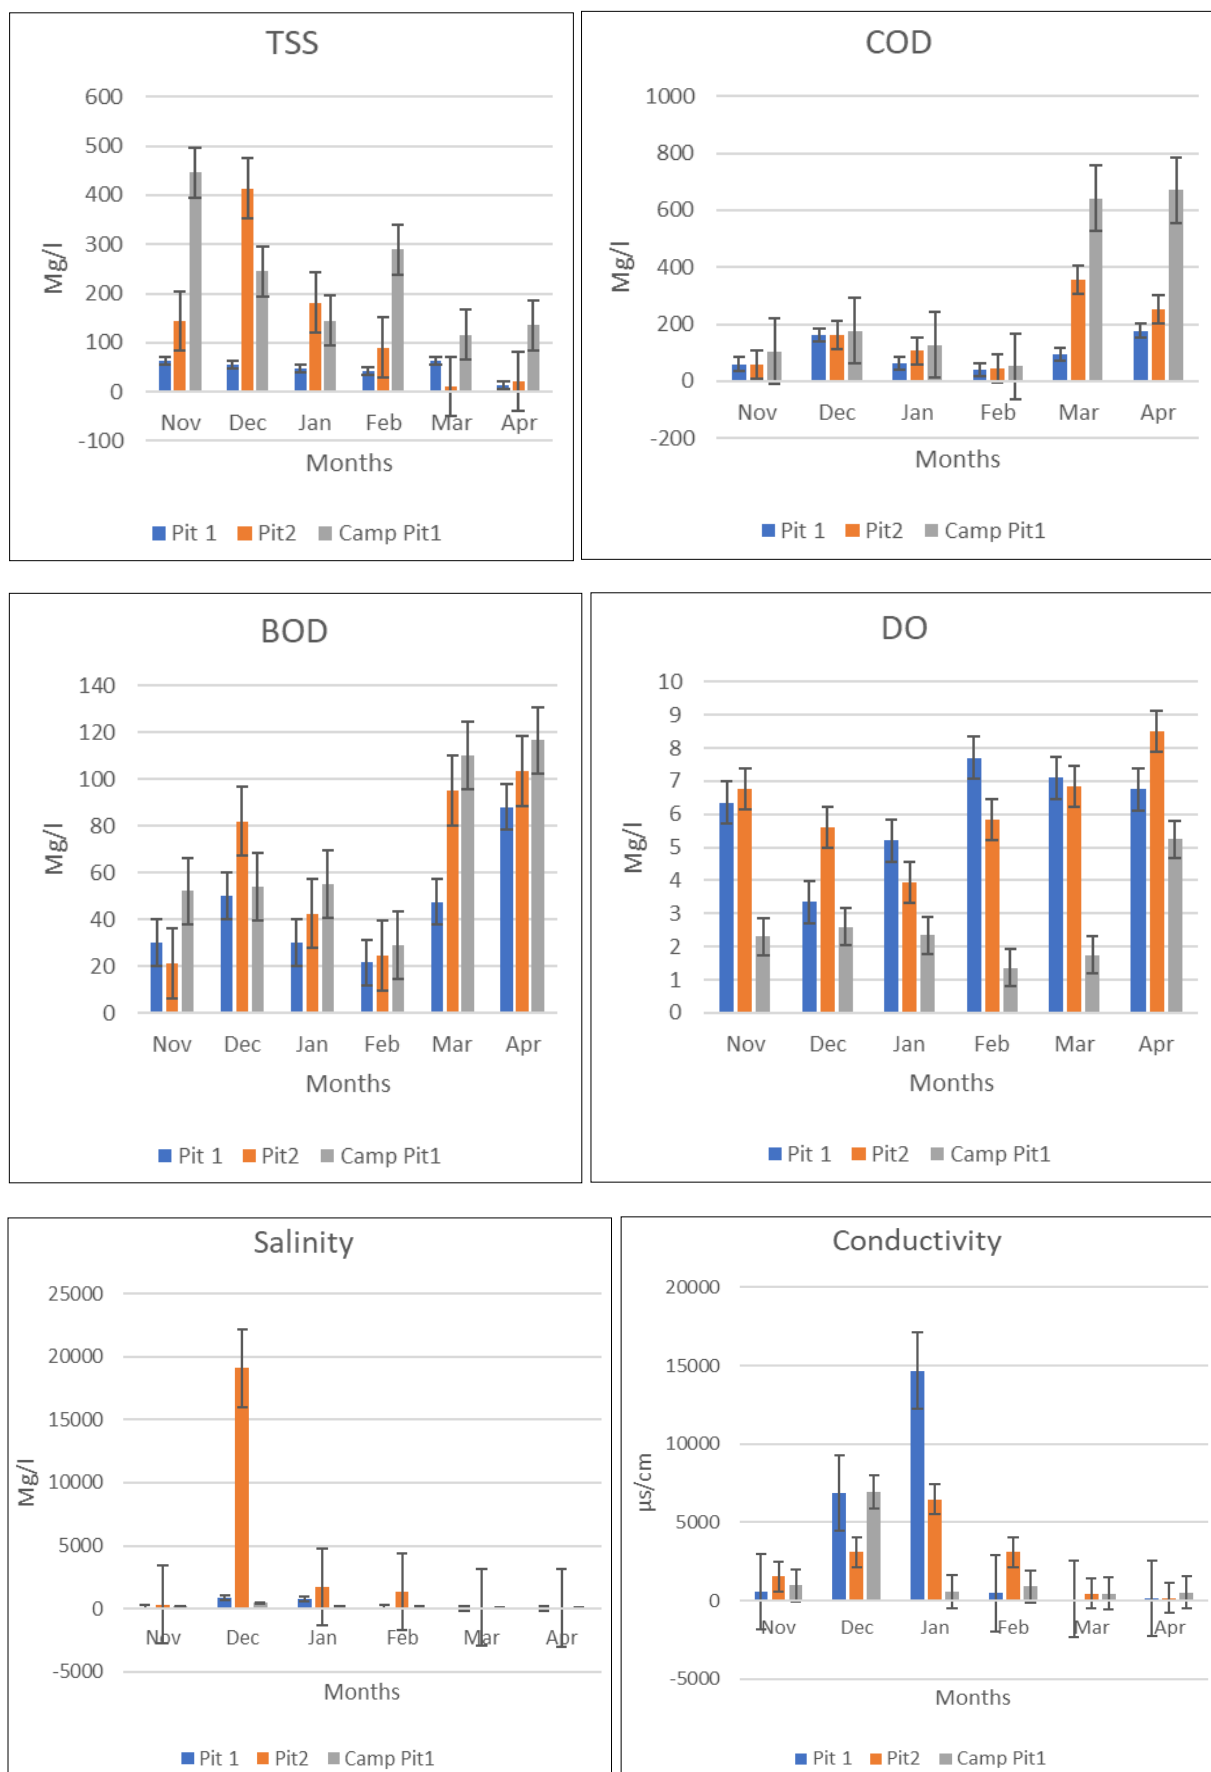 TSS
600
500
400
300
200
100
0
-100
Mg/l
Nov Dec Jan Feb Mar Apr
Months
Pit 1 Pit2 Camp Pit1
COD
1000
800
600
400
200
0
-200
Mg/l
Nov Dec Jan Feb Mar Apr
Months
Pit 1 Pit2 Camp Pit1
BOD
140
120
100
80
60
40
20
0
Mg/l
Nov Dec Jan Feb Mar Apr
Months
Pit 1 Pit2 Camp Pit1
DO
10
9
8
7
6
5
4
3
2
1
0
Mg/l
Nov Dec Jan Feb Mar Apr
Months
Pit 1 Pit2 Camp Pit1
Salinity
25000
20000
15000
10000
5000
0
-5000
Mg/l
Nov Dec Jan Feb Mar Apr
Months
Pit 1 Pit2 Camp Pit1
Conductivity
20000
15000
10000
5000
0
-5000
µs/cm
Nov Dec Jan Feb Mar Apr
Months
Pit 1 Pit2 Camp Pit1